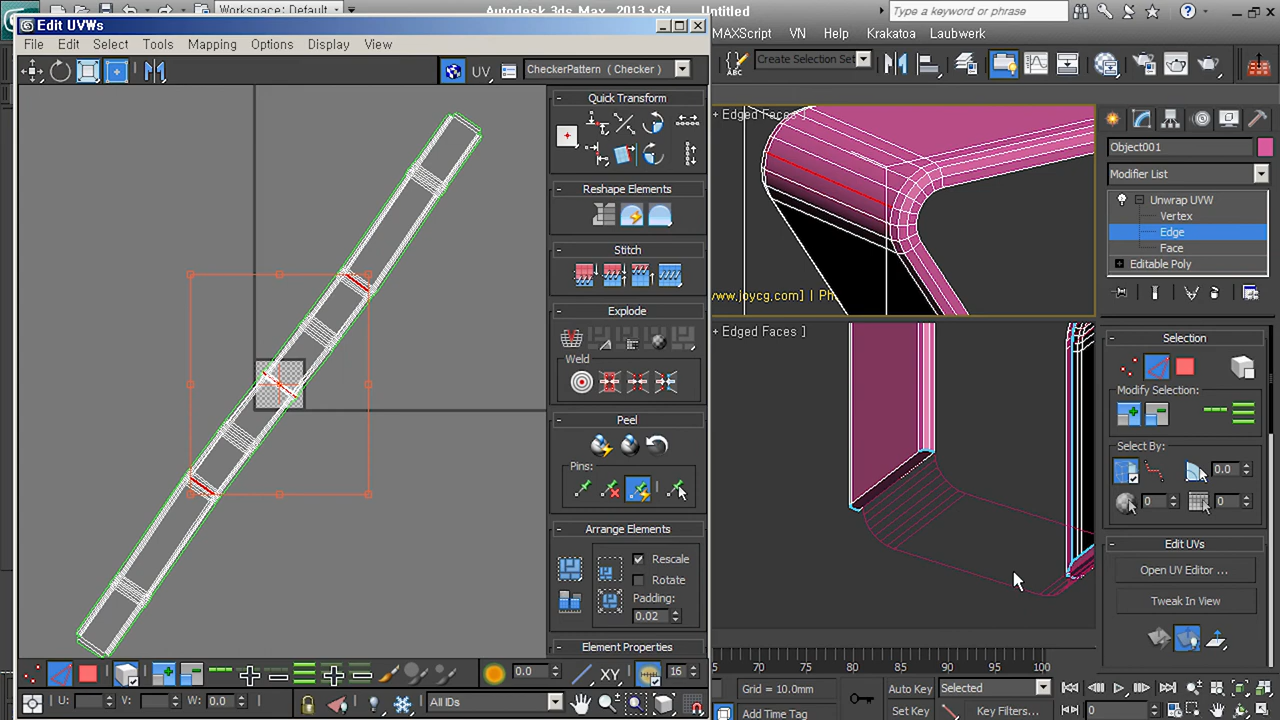 Workspace: Default
Autodesk 3ds Max 2013 x64
Untitled
Type a keyword or phrase
Edit UVWs
File Edit Select Tools Mapping Options Display View
MAXScript VN Help Krakatoa Laubwerk
UV
CheckerPattern ( Checker )
ABC
Create Selection Set
Quick Transform
Reshape Elements
Stitch
Explode
Weld
Peel
Pins:
Arrange Elements
Rescale
Rotate
Padding:
0.02
Element Properties
+ Edged Faces ]
www.joycg.com] | Ph
+ Edged Faces ]
Object001
Modifier List
Unwrap UVW
Vertex
Edge
Face
Editable Poly
Selection
Modify Selection:
Select By:
0.0
0
0
Edit UVs
Open UV Editor ...
Tweak In View
0.0
XY
16
U:
V:
W: 0.0
All IDs
70 75 80 85 90 95 100
Grid = 10.0mm
Add Time Tag
Auto Key
Selected
Set Key
Key Filters...
0